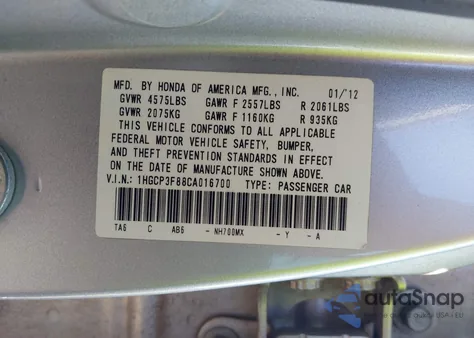 MFD. BY HONDA OF AMERICA MFG., INC. 01/12
GVWR 4575LBS GAWR F 2557LBS R 2061LBS
GVWR 2075KG GAWR F 1160KG R 935KG
THIS VEHICLE CONFORMS TO ALL APPLICABLE
FEDERAL MOTOR VEHICLE SAFETY, BUMPER,
AND THEFT PREVENTION STANDARDS IN EFFECT
ON THE DATE OF MANUFACTURE SHOWN ABOVE.
V.I.N.: 1HGCP3F88CA016700 TYPE: PASSENGER CAR
TA6 C AB6 - NH700MX - Y - A
autoSnap